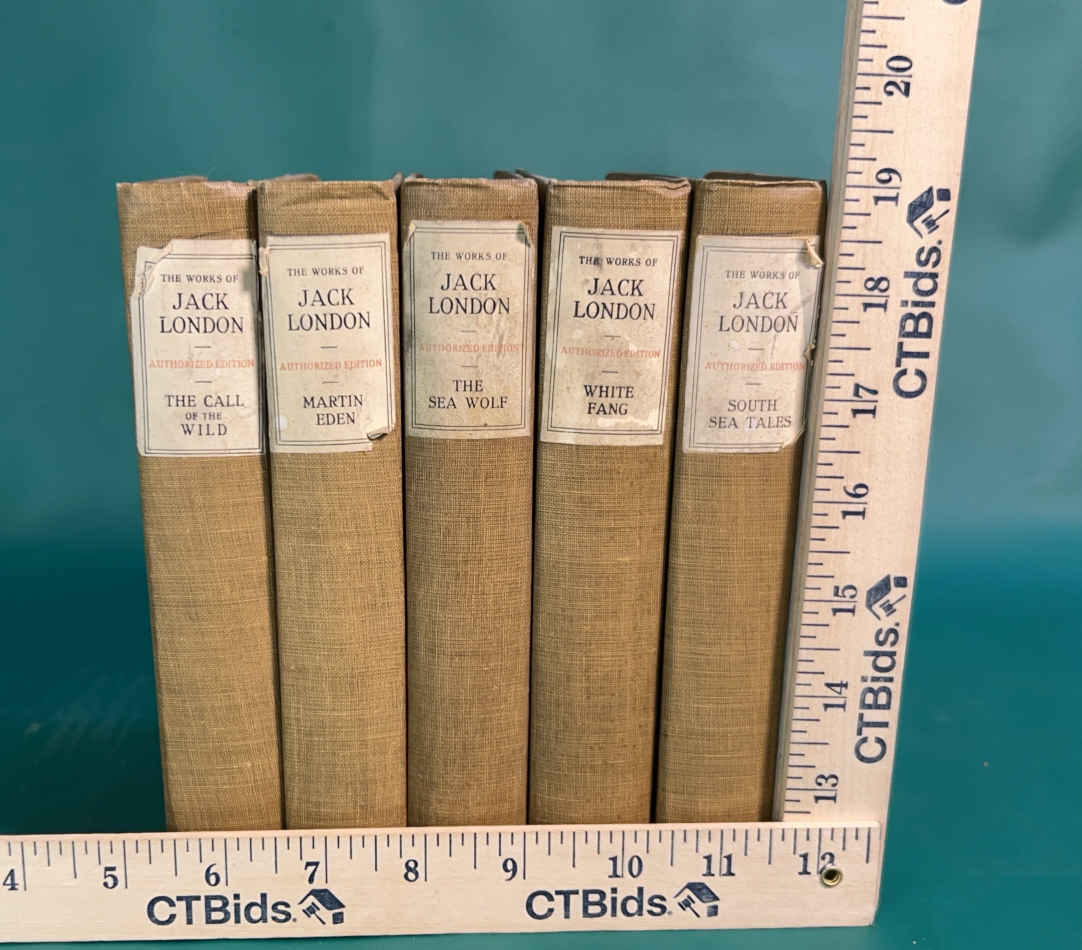 THE WORKS OF
JACK
LONDON
AUTHORIZED EDITION
THE CALL
OF THE
WILD
THE WORKS OF
JACK
LONDON
AUTHORIZED EDITION
MARTIN
EDEN
THE WORKS OF
JACK
LONDON
AUTHORIZED EDITION
THE
SEA WOLF
THE WORKS OF
JACK
LONDON
AUTHORIZED EDITION
WHITE
FANG
THE WORKS OF
JACK
LONDON
AUTHORIZED EDITION
SOUTH
SEA TALES
20
19
18
17
16
15
14
13
CTBids.
CTBids.
4 5 6 7 8 9 10 11 12
CTBids. CTBids.